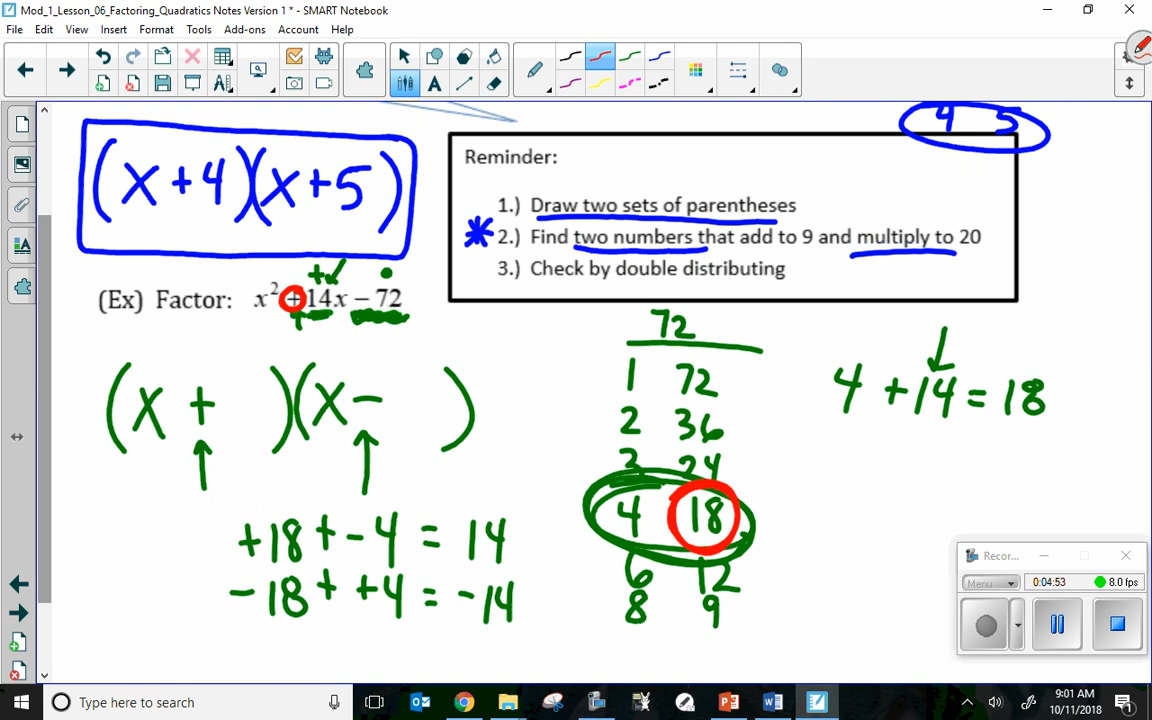 Mod_1_Lesson_06_Factoring_Quadratics Notes Version 1 * - SMART Notebook
File Edit View Insert Format Tools Add-ons Account Help
4 5
(x+4)(x+5)
Reminder:
1.) Draw two sets of parentheses
* 2.) Find two numbers that add to 9 and multiply to 20
3.) Check by double distributing
+
(Ex) Factor: x² +14x – 72
+
(x + )(x – )
+18 + -4 = 14
-18 + +4 = -14
72
1 72
2 36
3 24
4 18
6 12
8 9
4 +14 = 18
Recor...
Menu 0:04:53 8.0 fps
Type here to search
9:01 AM
10/11/2018